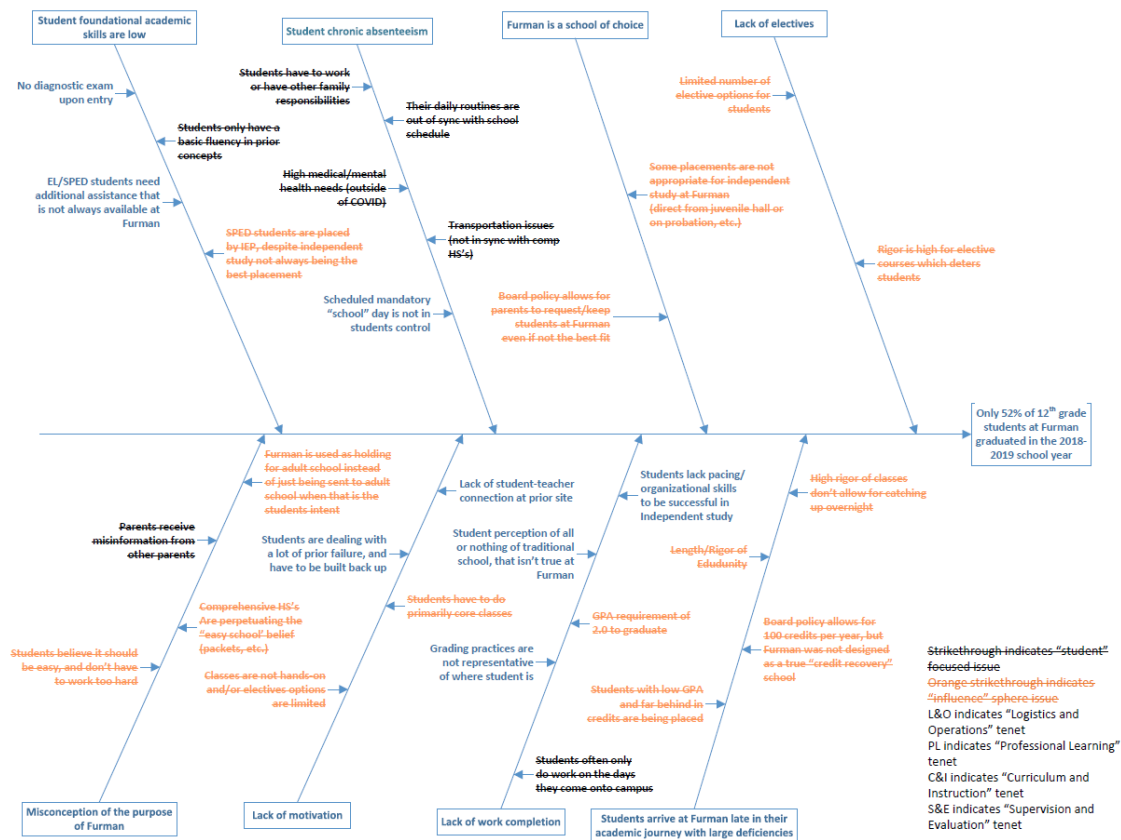 Student foundational academic
skills are low
Student chronic absenteeism
Furman is a school of choice
Lack of electives
No diagnostic exam
upon entry
Students only have a
basic fluency in prior
concepts
EL/SPED students need
additional assistance that
is not always available at
Furman
SPED students are placed
by IEP, despite independent
study not always being the
best placement
Students have to work
or have other family
responsibilities
Their daily routines are
out of sync with school
schedule
High medical/mental
health needs (outside
of COVID)
Transportation issues
(not in sync with comp
HS's)
Scheduled mandatory
“school” day is not in
students control
Some placements are not
appropriate for independent
study at Furman
(direct from juvenile hall or
on probation, etc.)
Board policy allows for
parents to request/keep
students at Furman
even if not the best fit
Limited number of
elective options for
students
Rigor is high for elective
courses which deters
students
Only 52% of 12th grade
students at Furman
graduated in the 2018-
2019 school year
Furman is used as holding
for adult school instead
of just being sent to adult
school when that is the
students intent
Parents receive
misinformation from
other parents
Comprehensive HS's
Are perpetuating the
“easy school’ belief
(packets, etc.)
Students believe it should
be easy, and don't have
to work too hard
Misconception of the purpose
of Furman
Lack of student-teacher
connection at prior site
Students are dealing with
a lot of prior failure, and
have to be built back up
Students have to do
primarily core classes
Classes are not hands-on
and/or electives options
are limited
Lack of motivation
Students lack pacing/
organizational skills
to be successful in
Independent study
Student perception of all
or nothing of traditional
school, that isn't true at
Furman
GPA requirement of
2.0 to graduate
Grading practices are
not representative
of where student is
Students often only
do work on the days
they come onto campus
Lack of work completion
High rigor of classes
don't allow for catching
up overnight
Length/Rigor of
Edudunity
Board policy allows for
100 credits per year, but
Furman was not designed
as a true “credit recovery”
school
Students with low GPA
and far behind in
credits are being placed
Students arrive at Furman late in their
academic journey with large deficiencies
Strikethrough indicates “student”
focused issue
Orange strikethrough indicates
“influence” sphere issue
L&O indicates “Logistics and
Operations” tenet
PL indicates “Professional Learning”
tenet
C&I indicates “Curriculum and
Instruction” tenet
S&E indicates “Supervision and
Evaluation” tenet